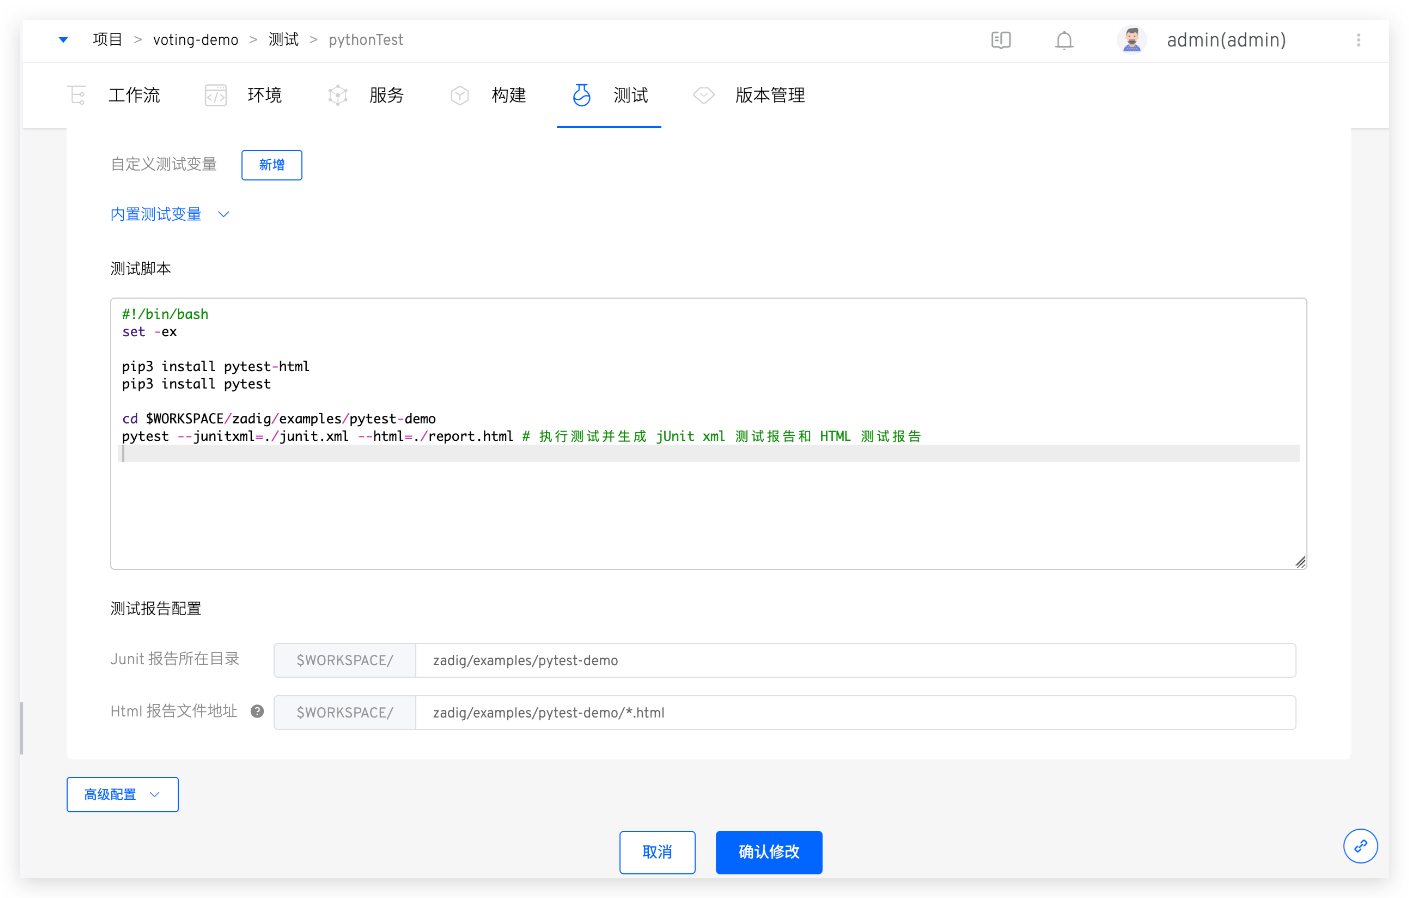 项目 > voting-demo > 测试 > pythonTest
admin(admin)
工作流 环境 服务 构建 测试 版本管理
自定义测试变量 新增
内置测试变量
测试脚本
#!/bin/bash
set -ex
pip3 install pytest-html
pip3 install pytest
cd $WORKSPACE/zadig/examples/pytest-demo
pytest --junitxml=./junit.xml --html=./report.html # 执行测试并生成 jUnit xml 测试报告和 HTML 测试报告
测试报告配置
Junit 报告所在目录 $WORKSPACE/ zadig/examples/pytest-demo
Html 报告文件地址 $WORKSPACE/ zadig/examples/pytest-demo/*.html
高级配置
取消 确认修改